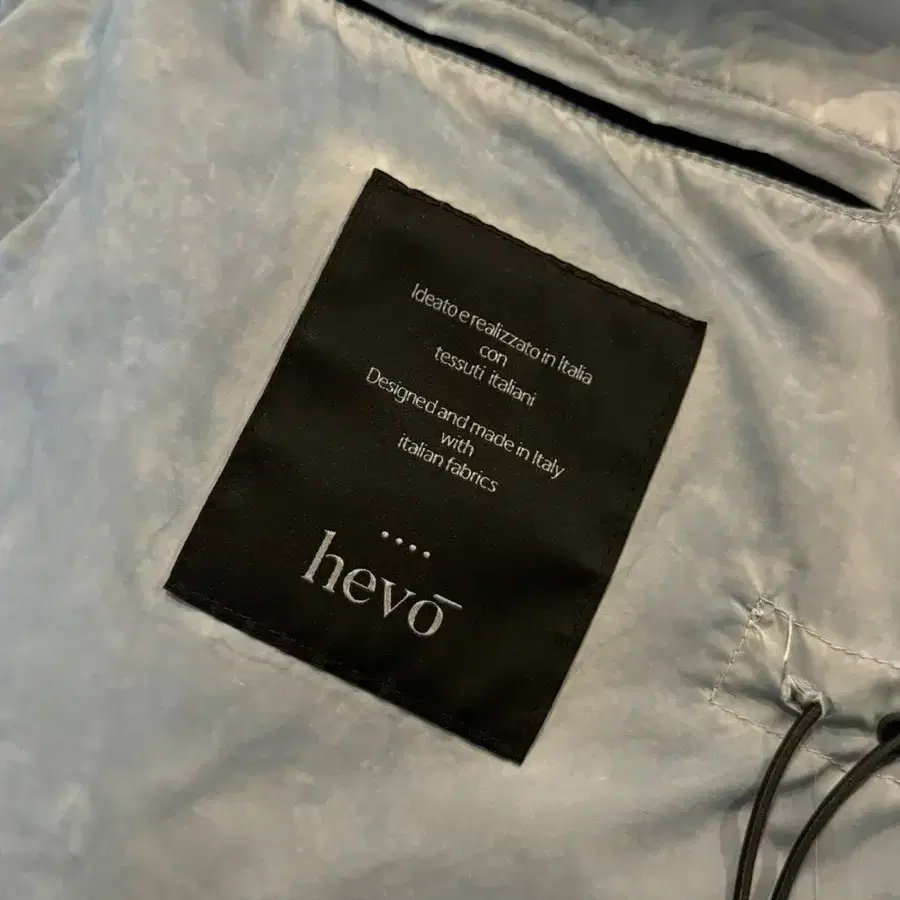 Ideato e realizzato in Italia
con
tessuti italiani
Designed and made in Italy
with
italian fabrics
....
hevō